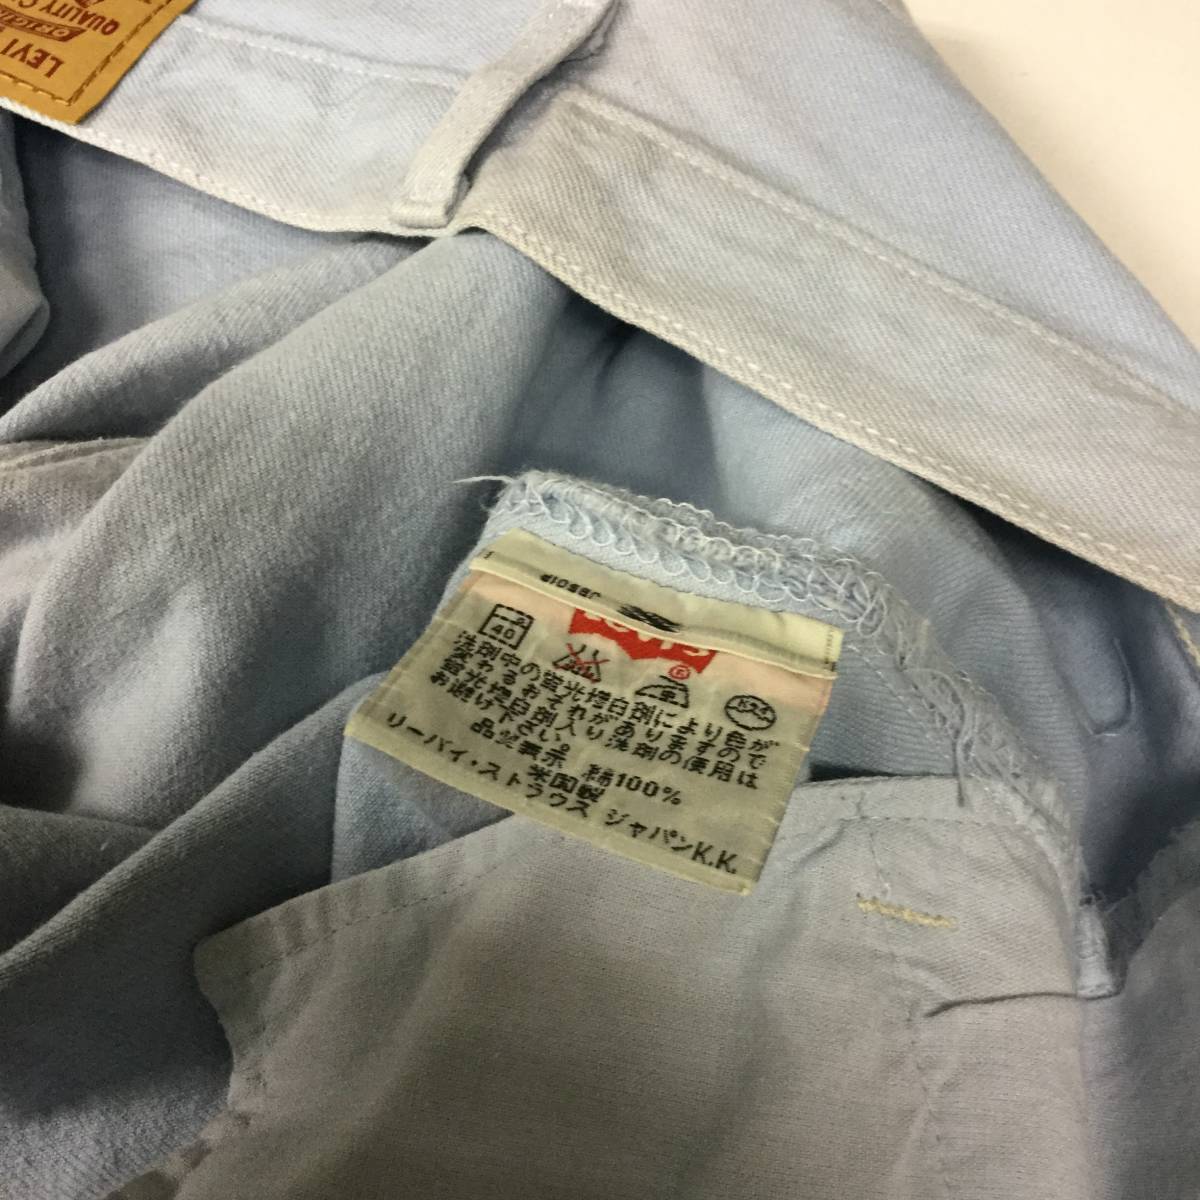 LEVI
ORIGIN
QUALITY C
LEVI'S
®
40
洗剤中の蛍光増白剤により色が
変わるおそれがありますので
蛍光増白剤入り洗剤の使用は
お避け下さい。
品質表示 綿100%
米国製
リーバイ・ストラウス ジャパンK.K.